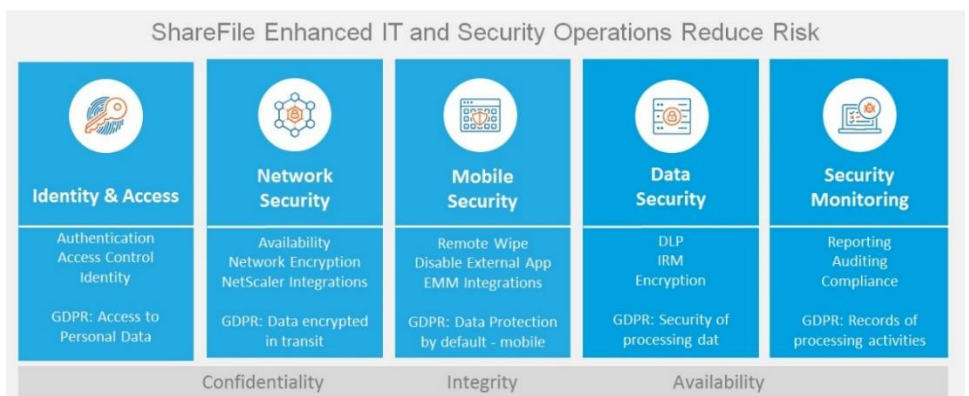 ShareFile Enhanced IT and Security Operations Reduce Risk
Identity & Access
Authentication
Access Control
Identity
GDPR: Access to
Personal Data
Network
Security
Availability
Network Encryption
NetScaler Integrations
GDPR: Data encrypted
in transit
Mobile
Security
Remote Wipe
Disable External App
EMM Integrations
GDPR: Data Protection
by default - mobile
Data
Security
DLP
IRM
Encryption
GDPR: Security of
processing dat
Security
Monitoring
Reporting
Auditing
Compliance
GDPR: Records of
processing activities
Confidentiality Integrity Availability